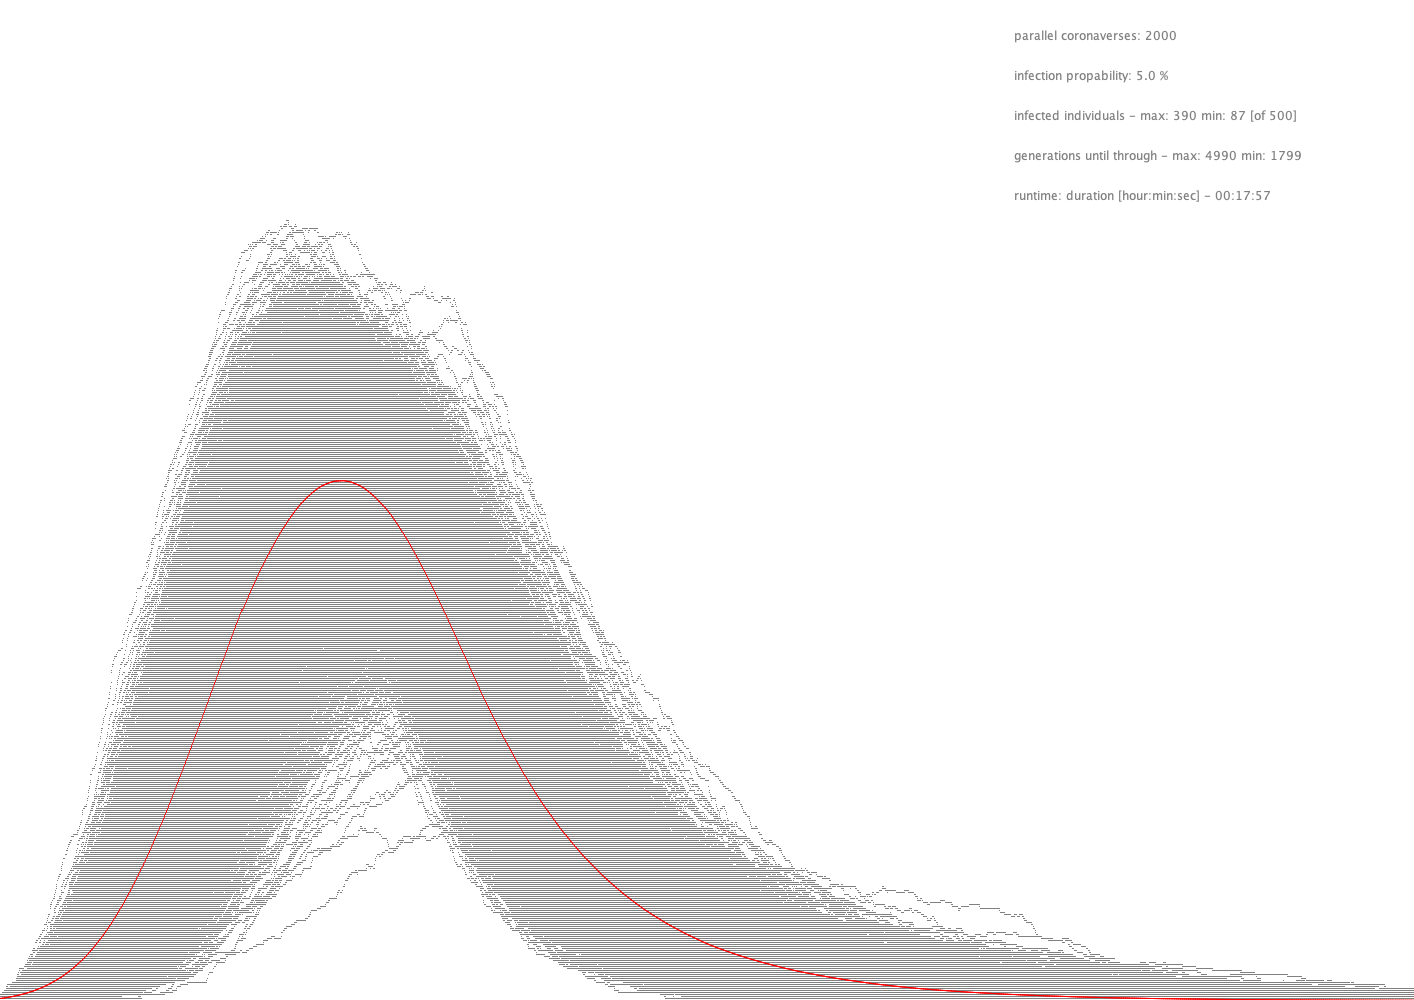 parallel coronaverses: 2000
infection propability: 5.0 %
infected individuals - max: 390 min: 87 [of 500]
generations until through - max: 4990 min: 1799
runtime: duration [hour:min:sec] - 00:17:57